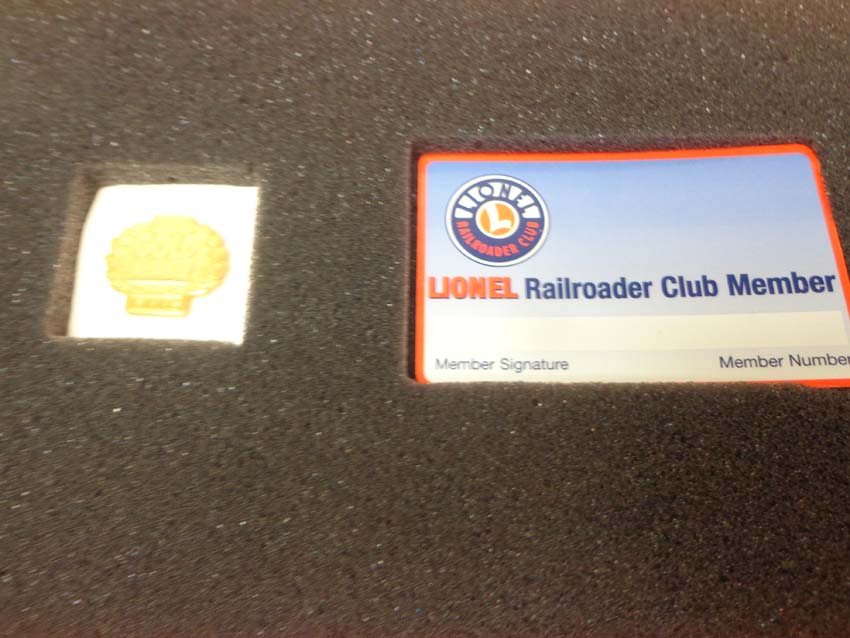 LIONEL
L
RAILROADER CLUB
LIONEL Railroader Club Member
Member Signature
Member Number